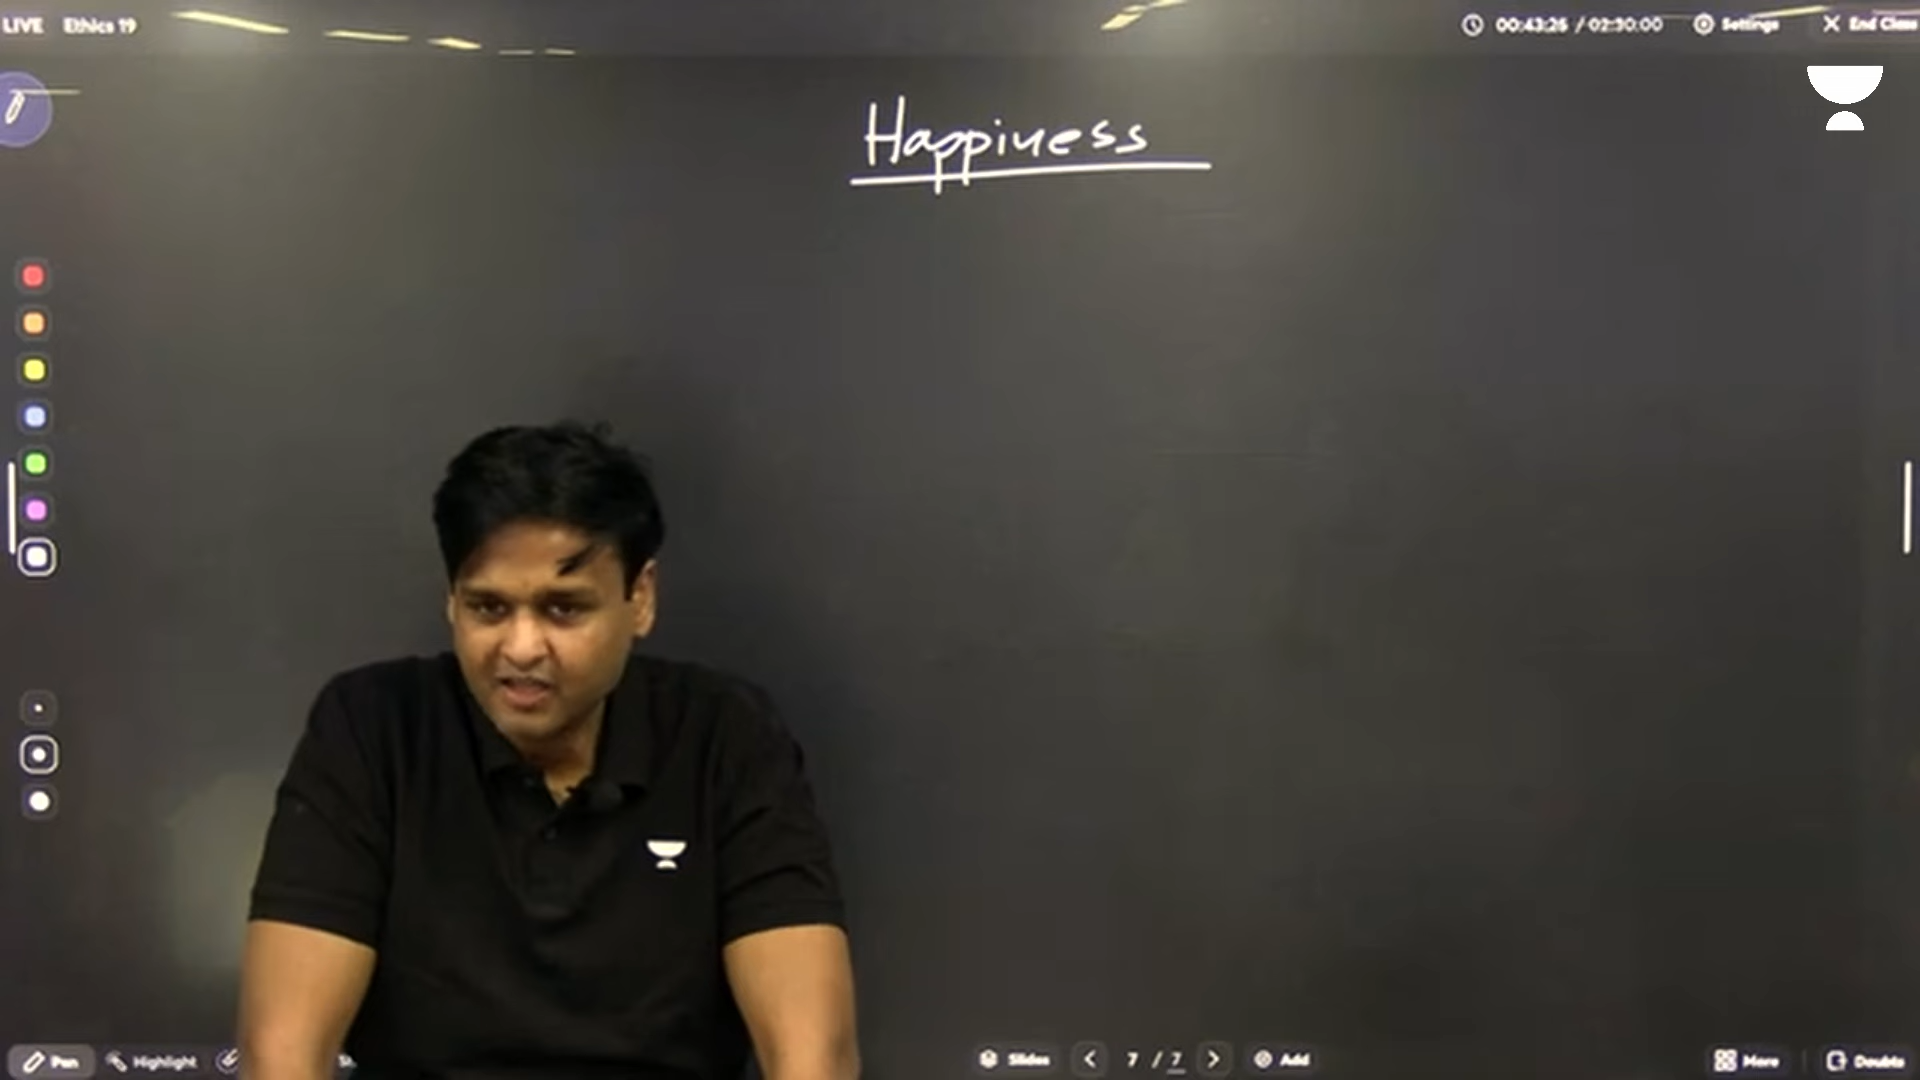 LIVE Ethics 19 00:43:25 / 02:30:00 Settings End Class
Happiness
Pen Highlight Slides 7 / 7 Add More Doubts